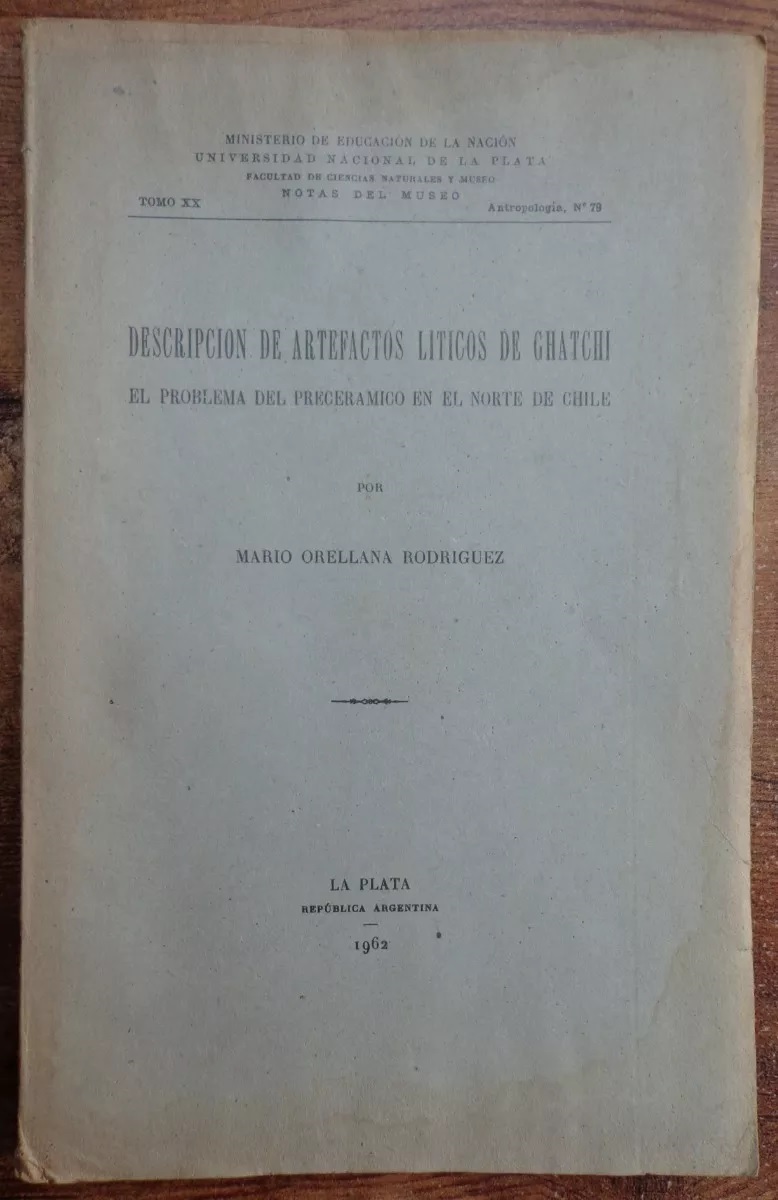 MINISTERIO DE EDUCACIÓN DE LA NACIÓN
UNIVERSIDAD NACIONAL DE LA PLATA
FACULTAD DE CIENCIAS NATURALES Y MUSEO
NOTAS DEL MUSEO
TOMO XX
Antropología, Nº 79
DESCRIPCION DE ARTEFACTOS LITICOS DE GHATCHI
EL PROBLEMA DEL PRECERAMICO EN EL NORTE DE CHILE
POR
MARIO ORELLANA RODRIGUEZ
LA PLATA
REPÚBLICA ARGENTINA
1962